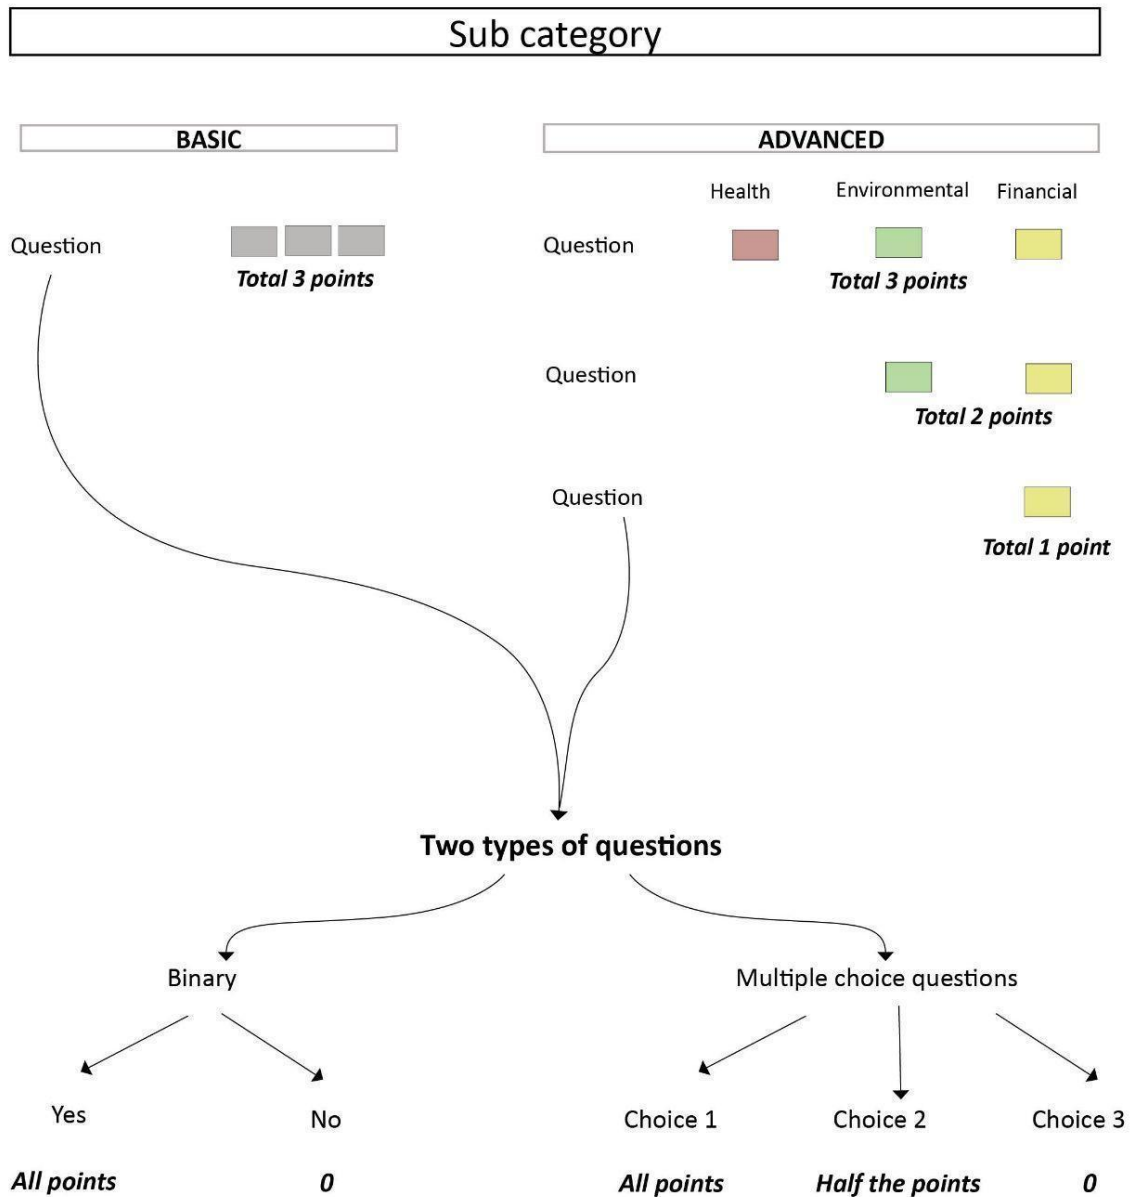 Sub category
BASIC
ADVANCED
Health Environmental Financial
Question
Total 3 points
Question
Total 3 points
Question
Total 2 points
Question
Total 1 point
Two types of questions
Binary
Multiple choice questions
Yes
No
Choice 1
Choice 2
Choice 3
All points
0
All points
Half the points
0